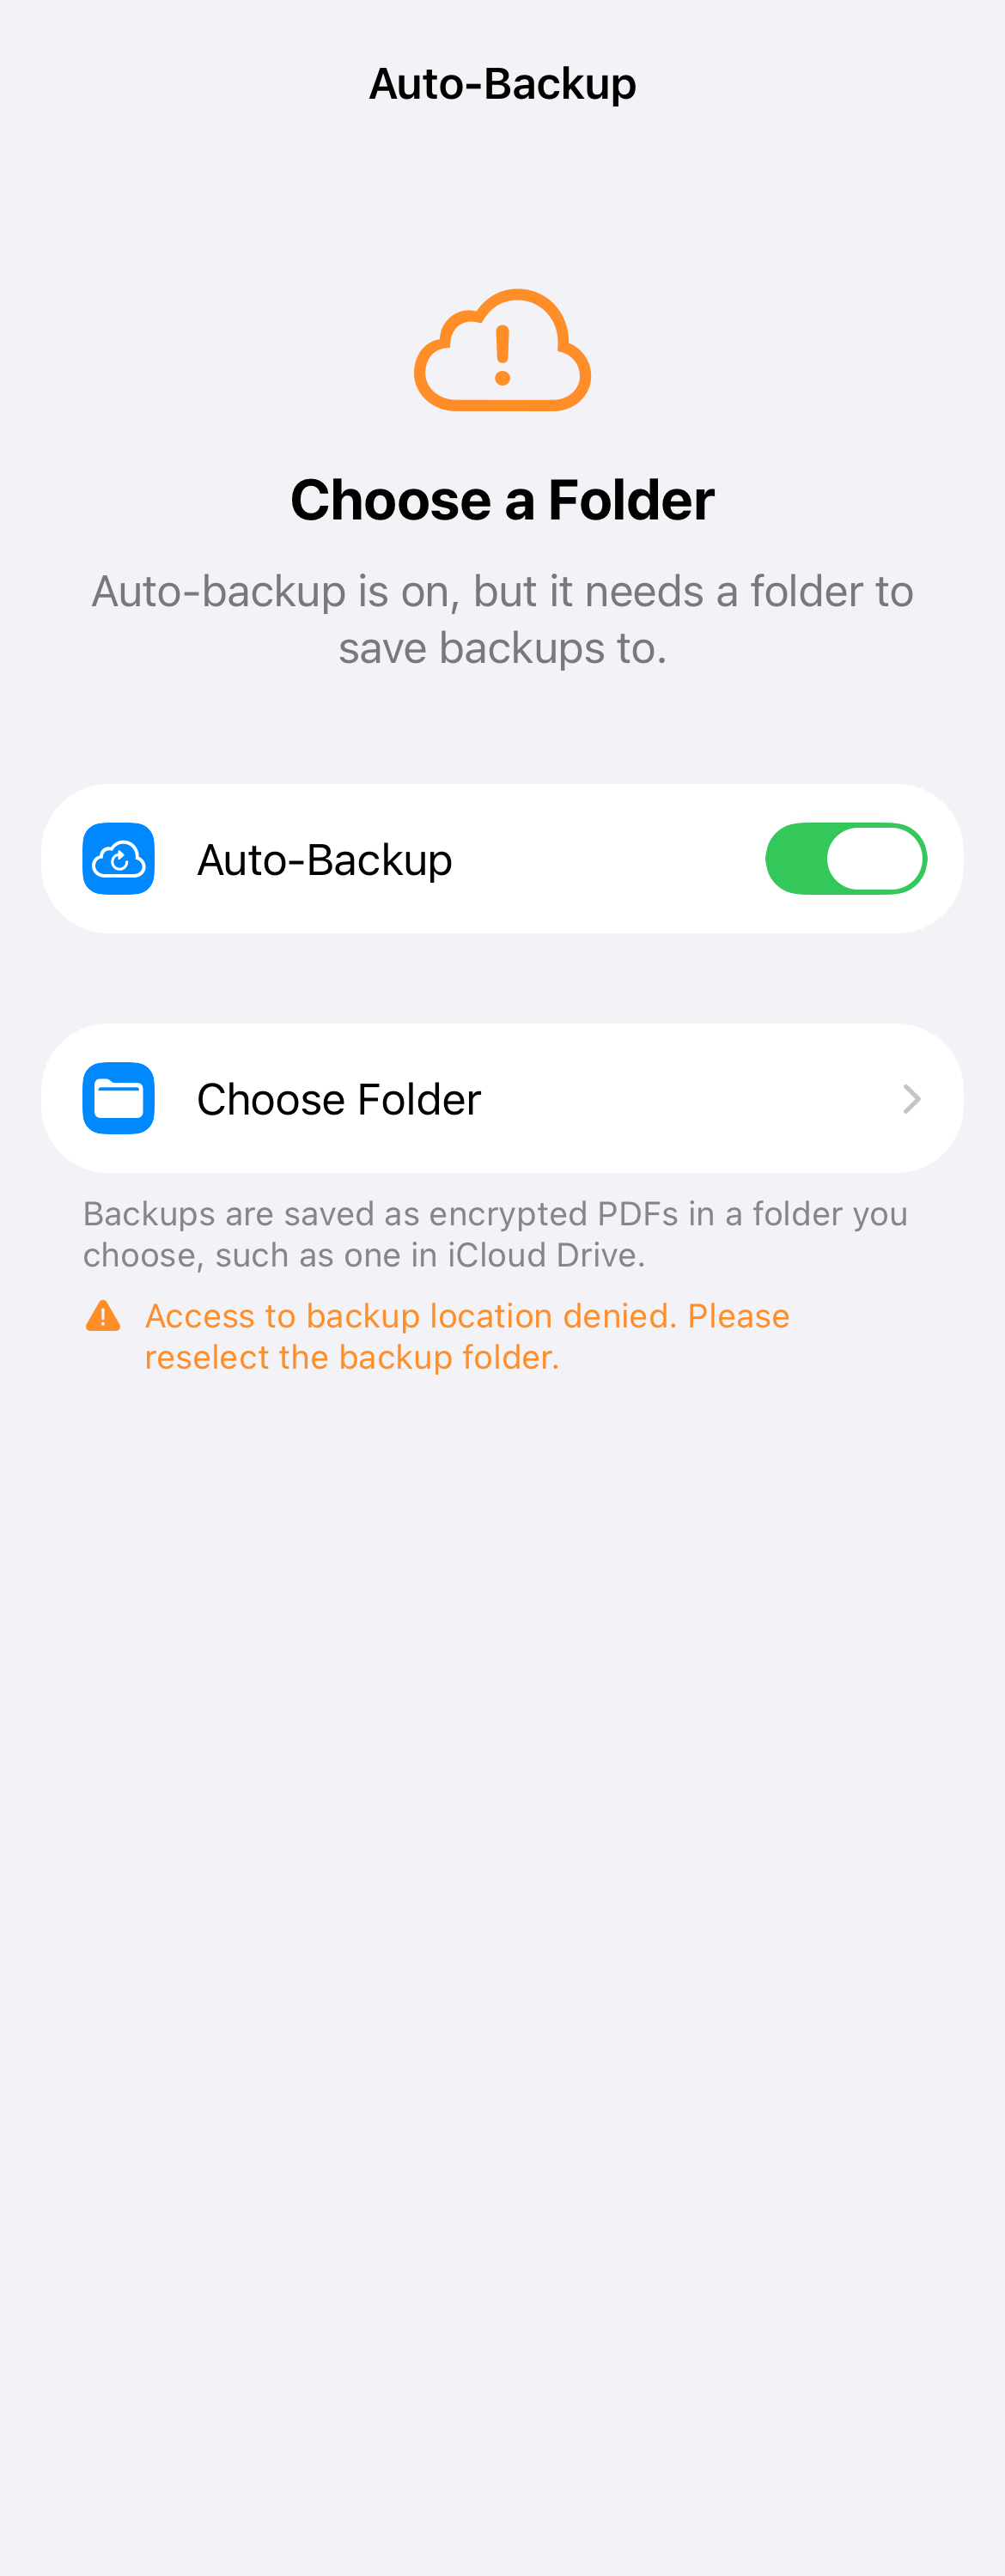 Auto-Backup
Choose a Folder
Auto-backup is on, but it needs a folder to
save backups to.
Auto-Backup
Choose Folder
Backups are saved as encrypted PDFs in a folder you
choose, such as one in iCloud Drive.
Access to backup location denied. Please
reselect the backup folder.